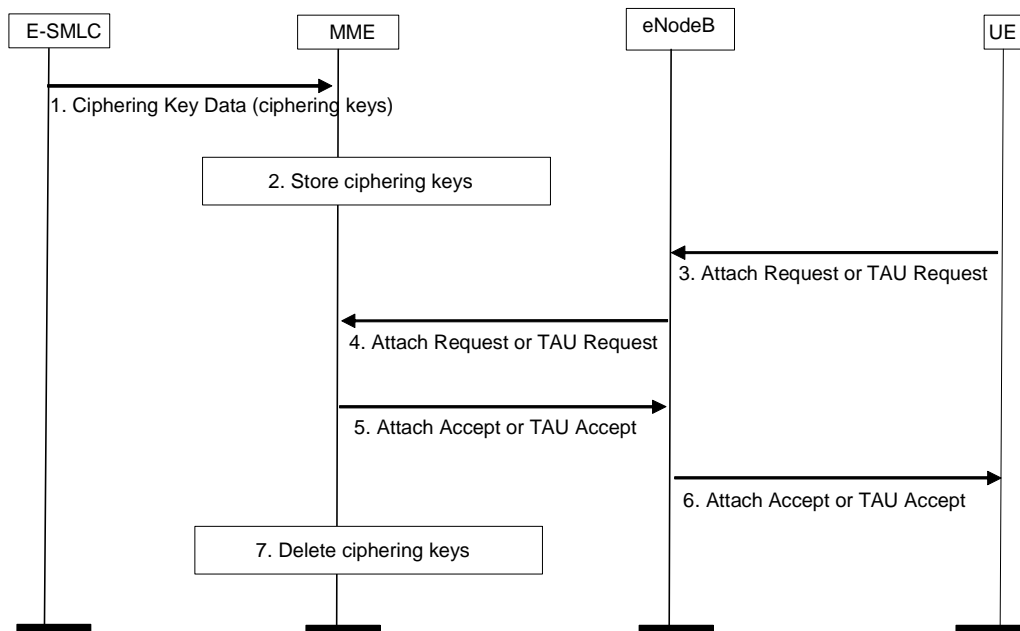 E-SMLC
MME
eNodeB
UE
1. Ciphering Key Data (ciphering keys)
2. Store ciphering keys
3. Attach Request or TAU Request
4. Attach Request or TAU Request
5. Attach Accept or TAU Accept
6. Attach Accept or TAU Accept
7. Delete ciphering keys